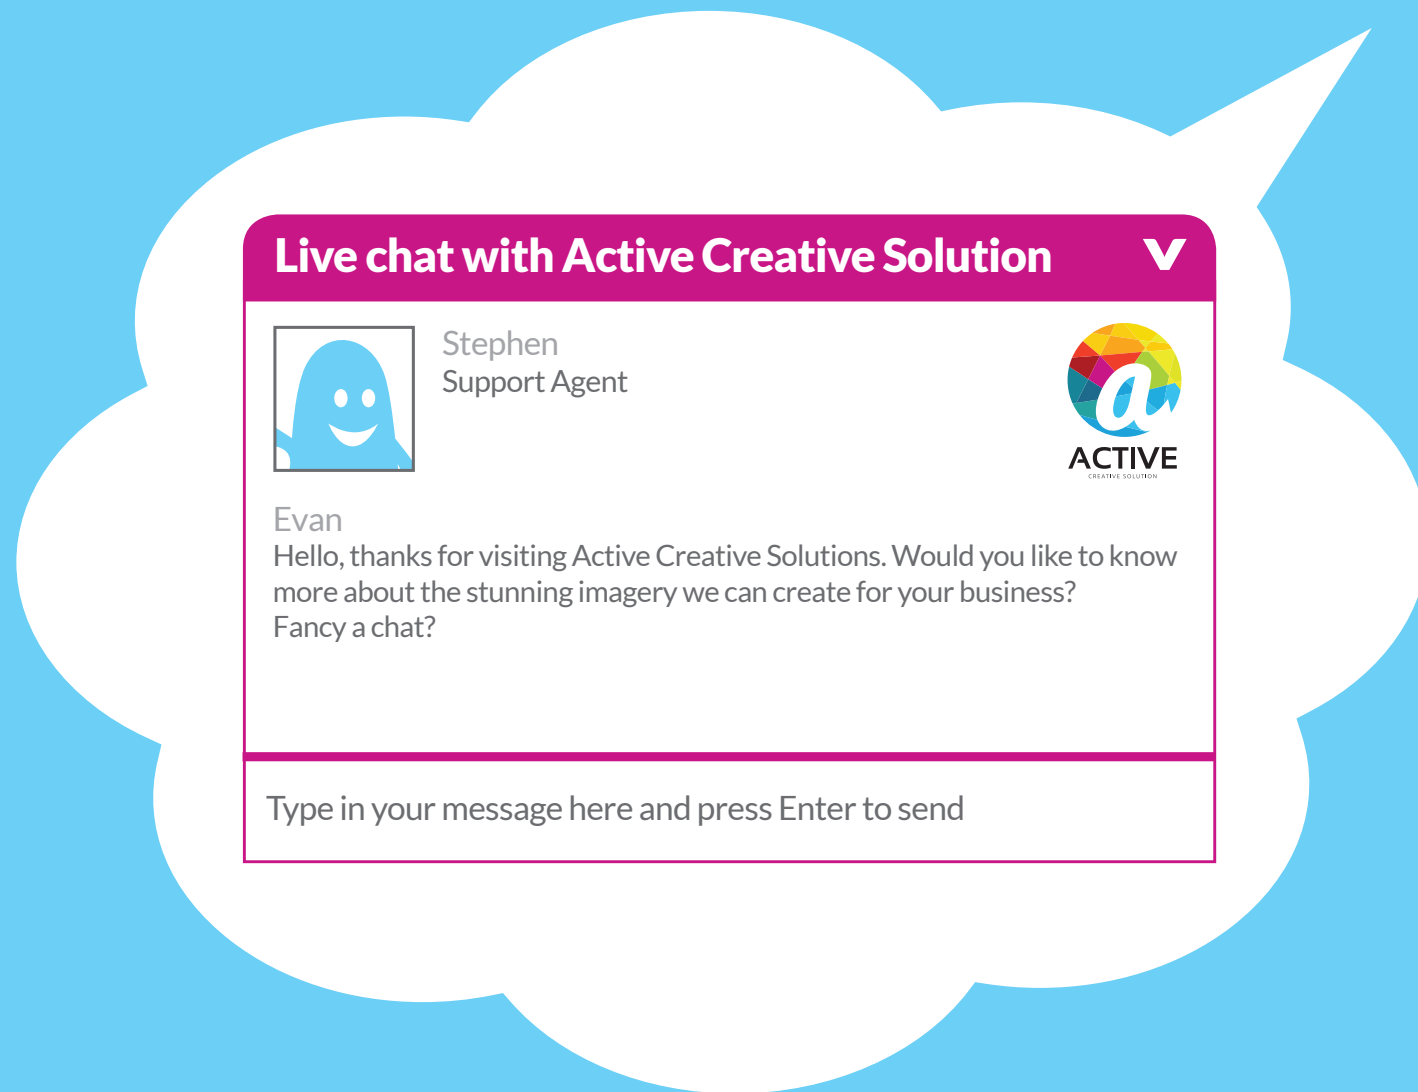 Live chat with Active Creative Solution
v
Stephen
Support Agent
a
ACTIVE
CREATIVE SOLUTION
Evan
Hello, thanks for visiting Active Creative Solutions. Would you like to know
more about the stunning imagery we can create for your business?
Fancy a chat?
Type in your message here and press Enter to send